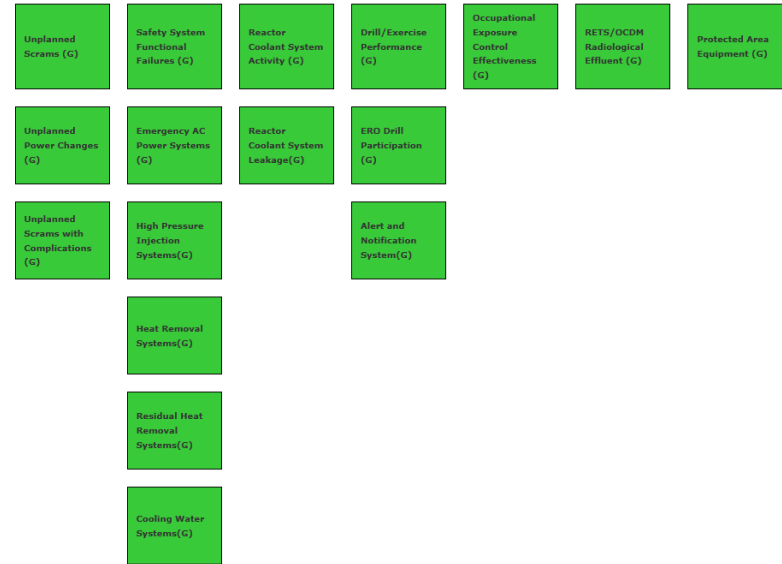 Unplanned
Scrams (G)
Safety System
Functional
Failures (G)
Reactor
Coolant System
Activity (G)
Drill/Exercise
Performance
(G)
Occupational
Exposure
Control
Effectiveness
(G)
RETS/OCDM
Radiological
Effluent (G)
Protected Area
Equipment (G)
Unplanned
Power Changes
(G)
Emergency AC
Power Systems
(G)
Reactor
Coolant System
Leakage(G)
ERO Drill
Participation
(G)
Unplanned
Scrams with
Complications
(G)
High Pressure
Injection
Systems(G)
Alert and
Notification
System(G)
Heat Removal
Systems(G)
Residual Heat
Removal
Systems(G)
Cooling Water
Systems(G)